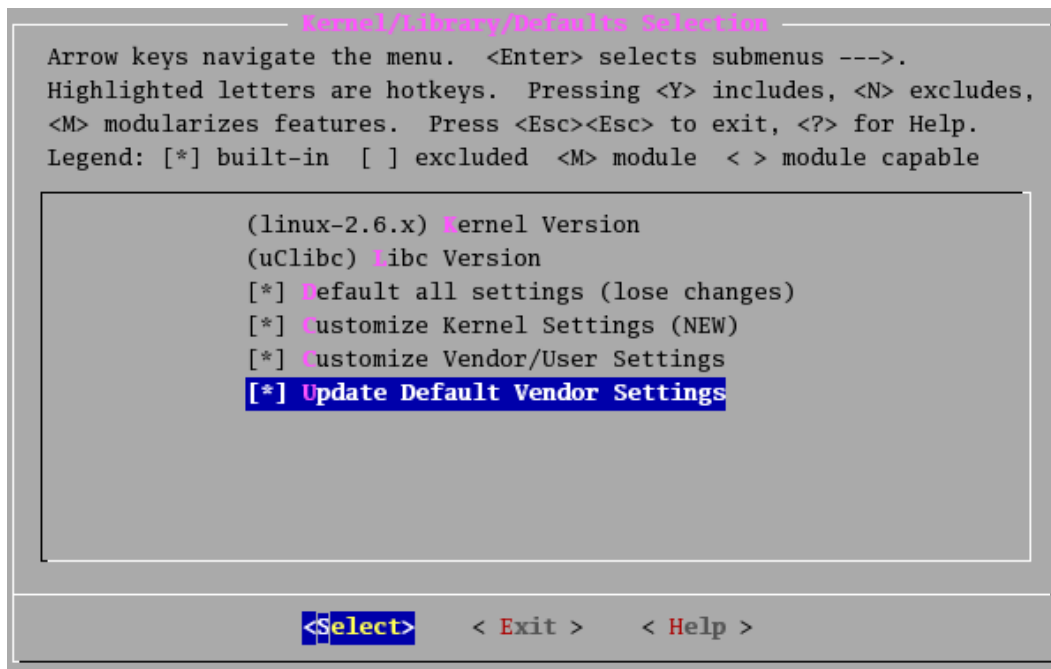 Kernel/Library/Defaults Selection
Arrow keys navigate the menu.  <Enter> selects submenus --->.
Highlighted letters are hotkeys.  Pressing <Y> includes, <N> excludes,
<M> modularizes features.  Press <Esc><Esc> to exit, <?> for Help.
Legend: [*] built-in  [ ] excluded  <M> module  < > module capable
(linux-2.6.x) Kernel Version
(uClibc) Libc Version
[*] Default all settings (lose changes)
[*] Customize Kernel Settings (NEW)
[*] Customize Vendor/User Settings
[*] Update Default Vendor Settings
<Select>    < Exit >    < Help >